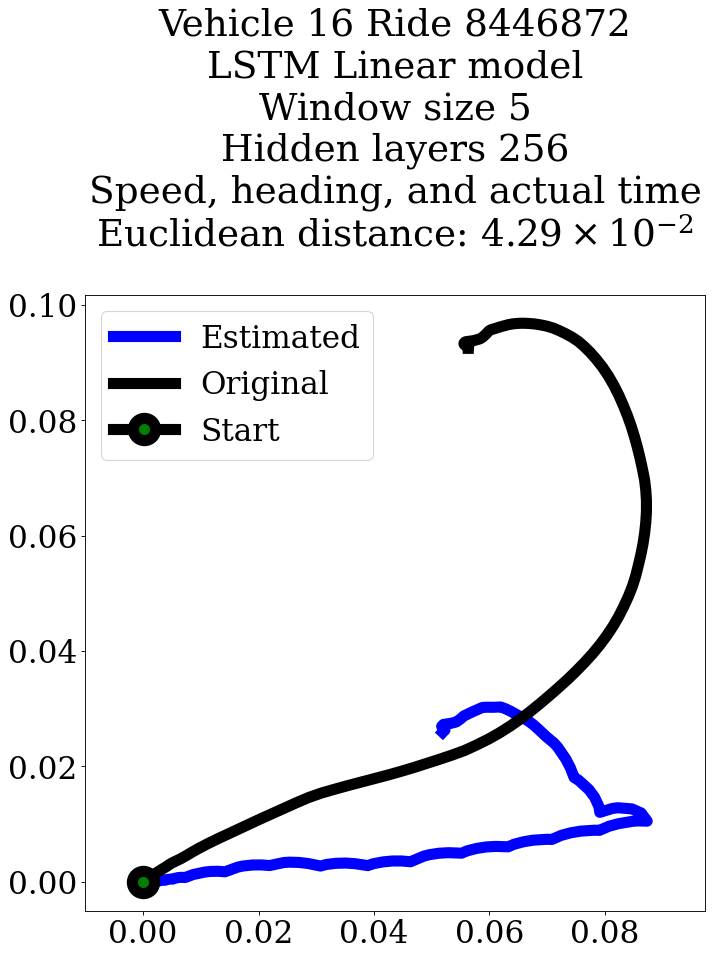 Vehicle 16 Ride 8446872
LSTM Linear model
Window size 5
Hidden layers 256
Speed, heading, and actual time
Euclidean distance: 4.29 × 10⁻²
0.10
Estimated
Original
0.08
Start
0.06
0.04
0.02
0.00
0.00 0.02 0.04 0.06 0.08